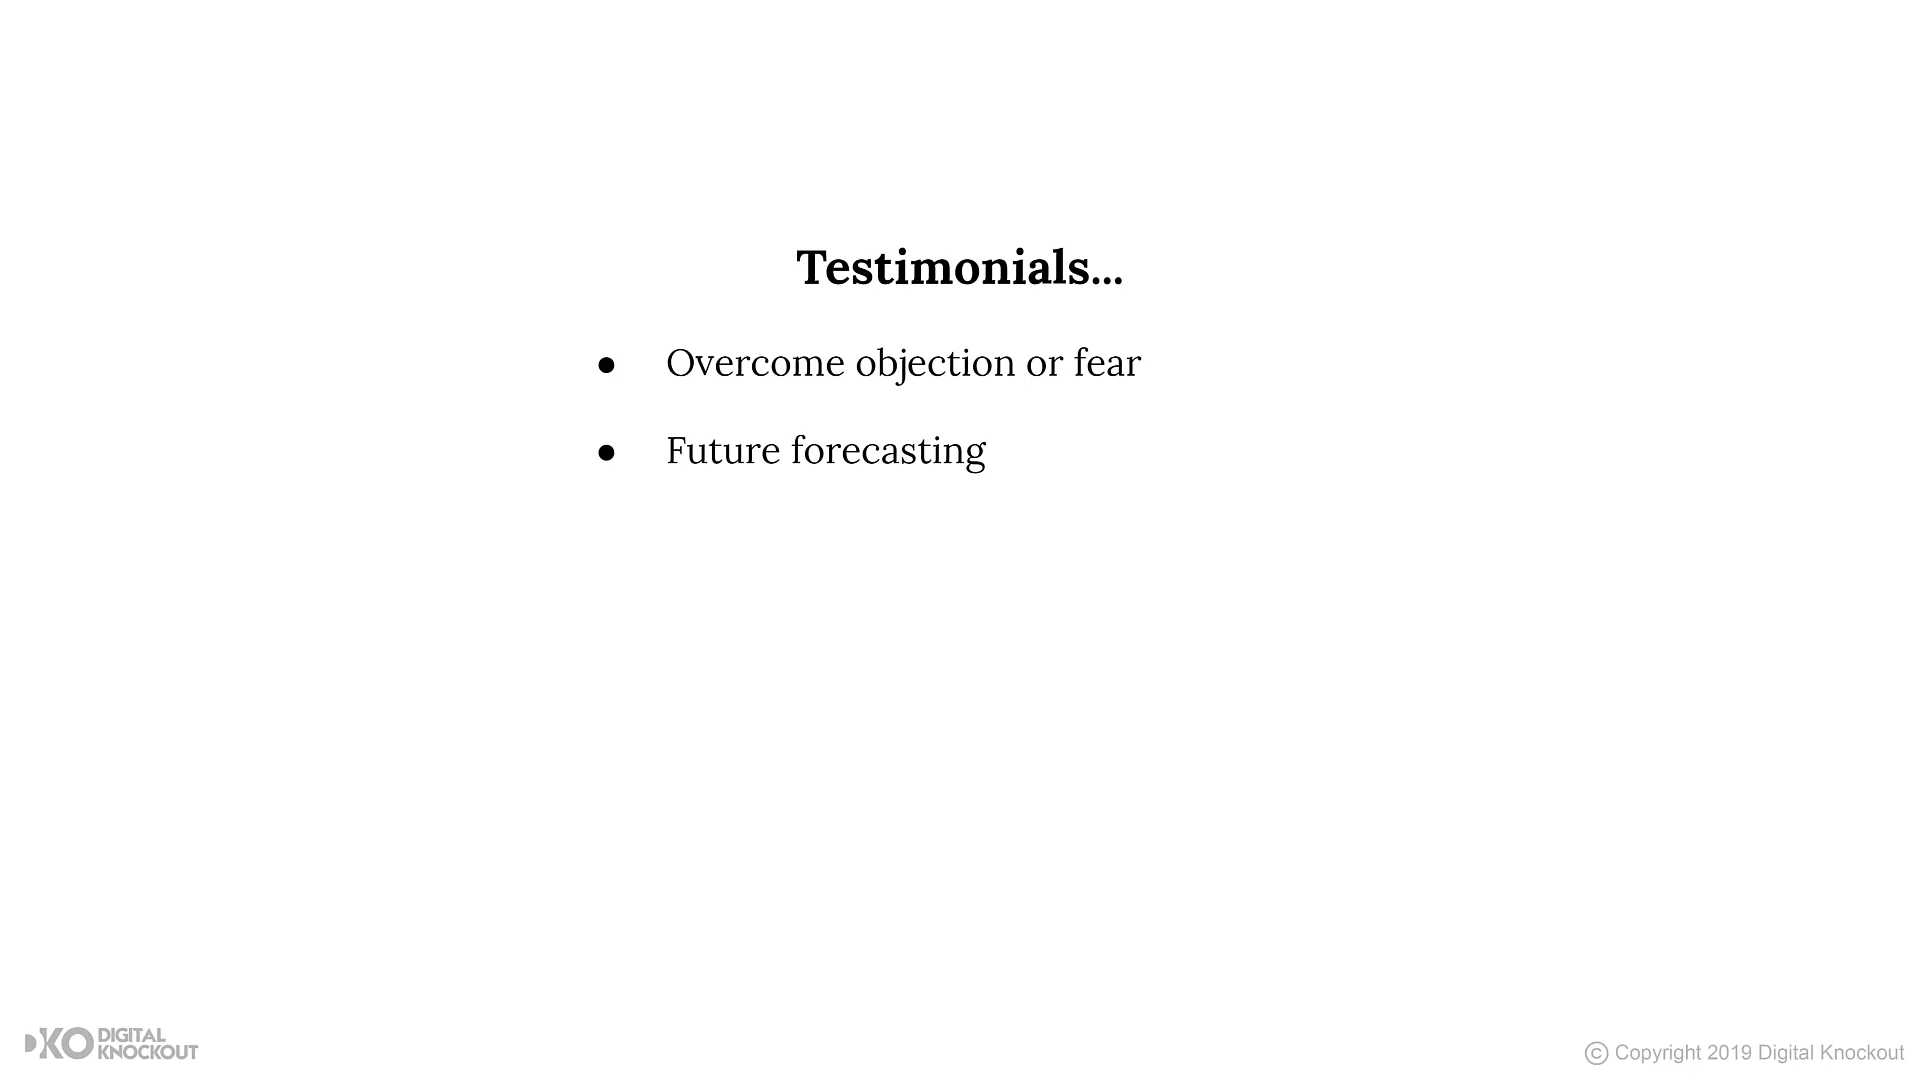 Testimonials...
● Overcome objection or fear
● Future forecasting
DKO DIGITAL KNOCKOUT
© Copyright 2019 Digital Knockout